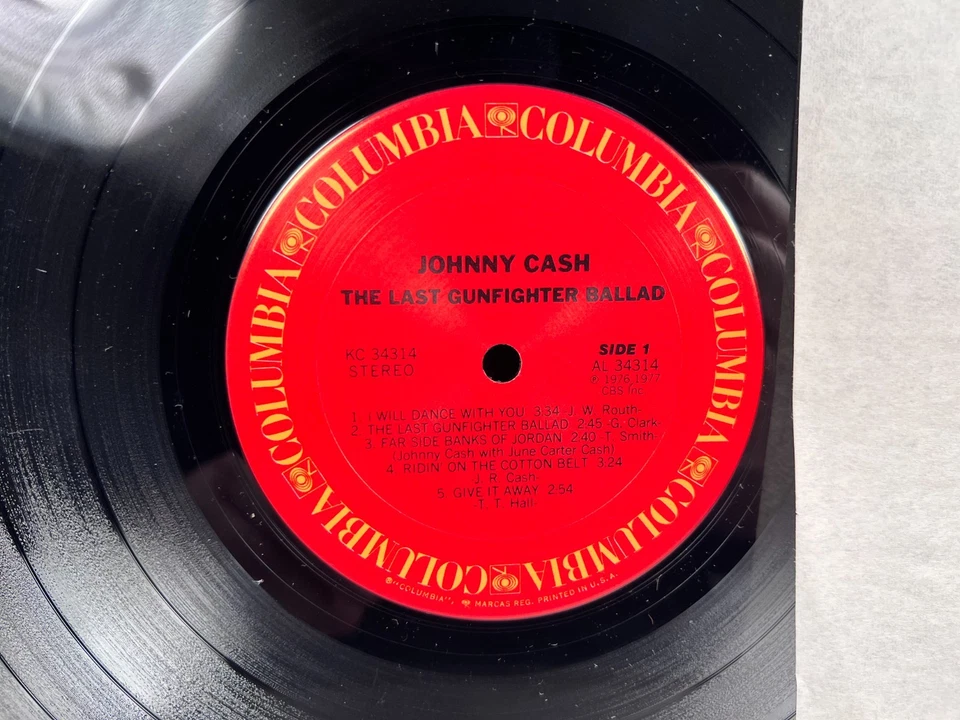 COLUMBIA COLUMBIA COLUMBIA COLUMBIA COLUMBIA COLUMBIA COLUMBIA
JOHNNY CASH
THE LAST GUNFIGHTER BALLAD
KC 34314
STEREO
SIDE 1
AL 34314
℗ 1976, 1977
CBS Inc.
1. I WILL DANCE WITH YOU 3:34 -J. W. Routh-
2. THE LAST GUNFIGHTER BALLAD 2:45 -G. Clark-
3. FAR SIDE BANKS OF JORDAN 2:40 -T. Smith-
(Johnny Cash with June Carter Cash)
4. RIDIN' ON THE COTTON BELT 3:24
-J. R. Cash-
5. GIVE IT AWAY 2:54
-T. T. Hall-
®"COLUMBIA", MARCAS REG. PRINTED IN U.S.A.